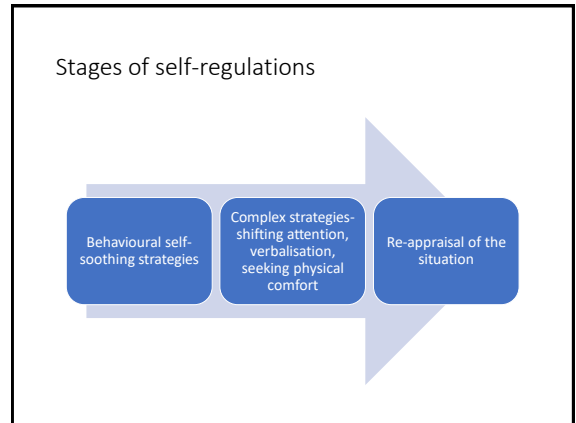 Stages of self-regulations
Behavioural self-
soothing strategies
Complex strategies-
shifting attention,
verbalisation,
seeking physical
comfort
Re-appraisal of the
situation